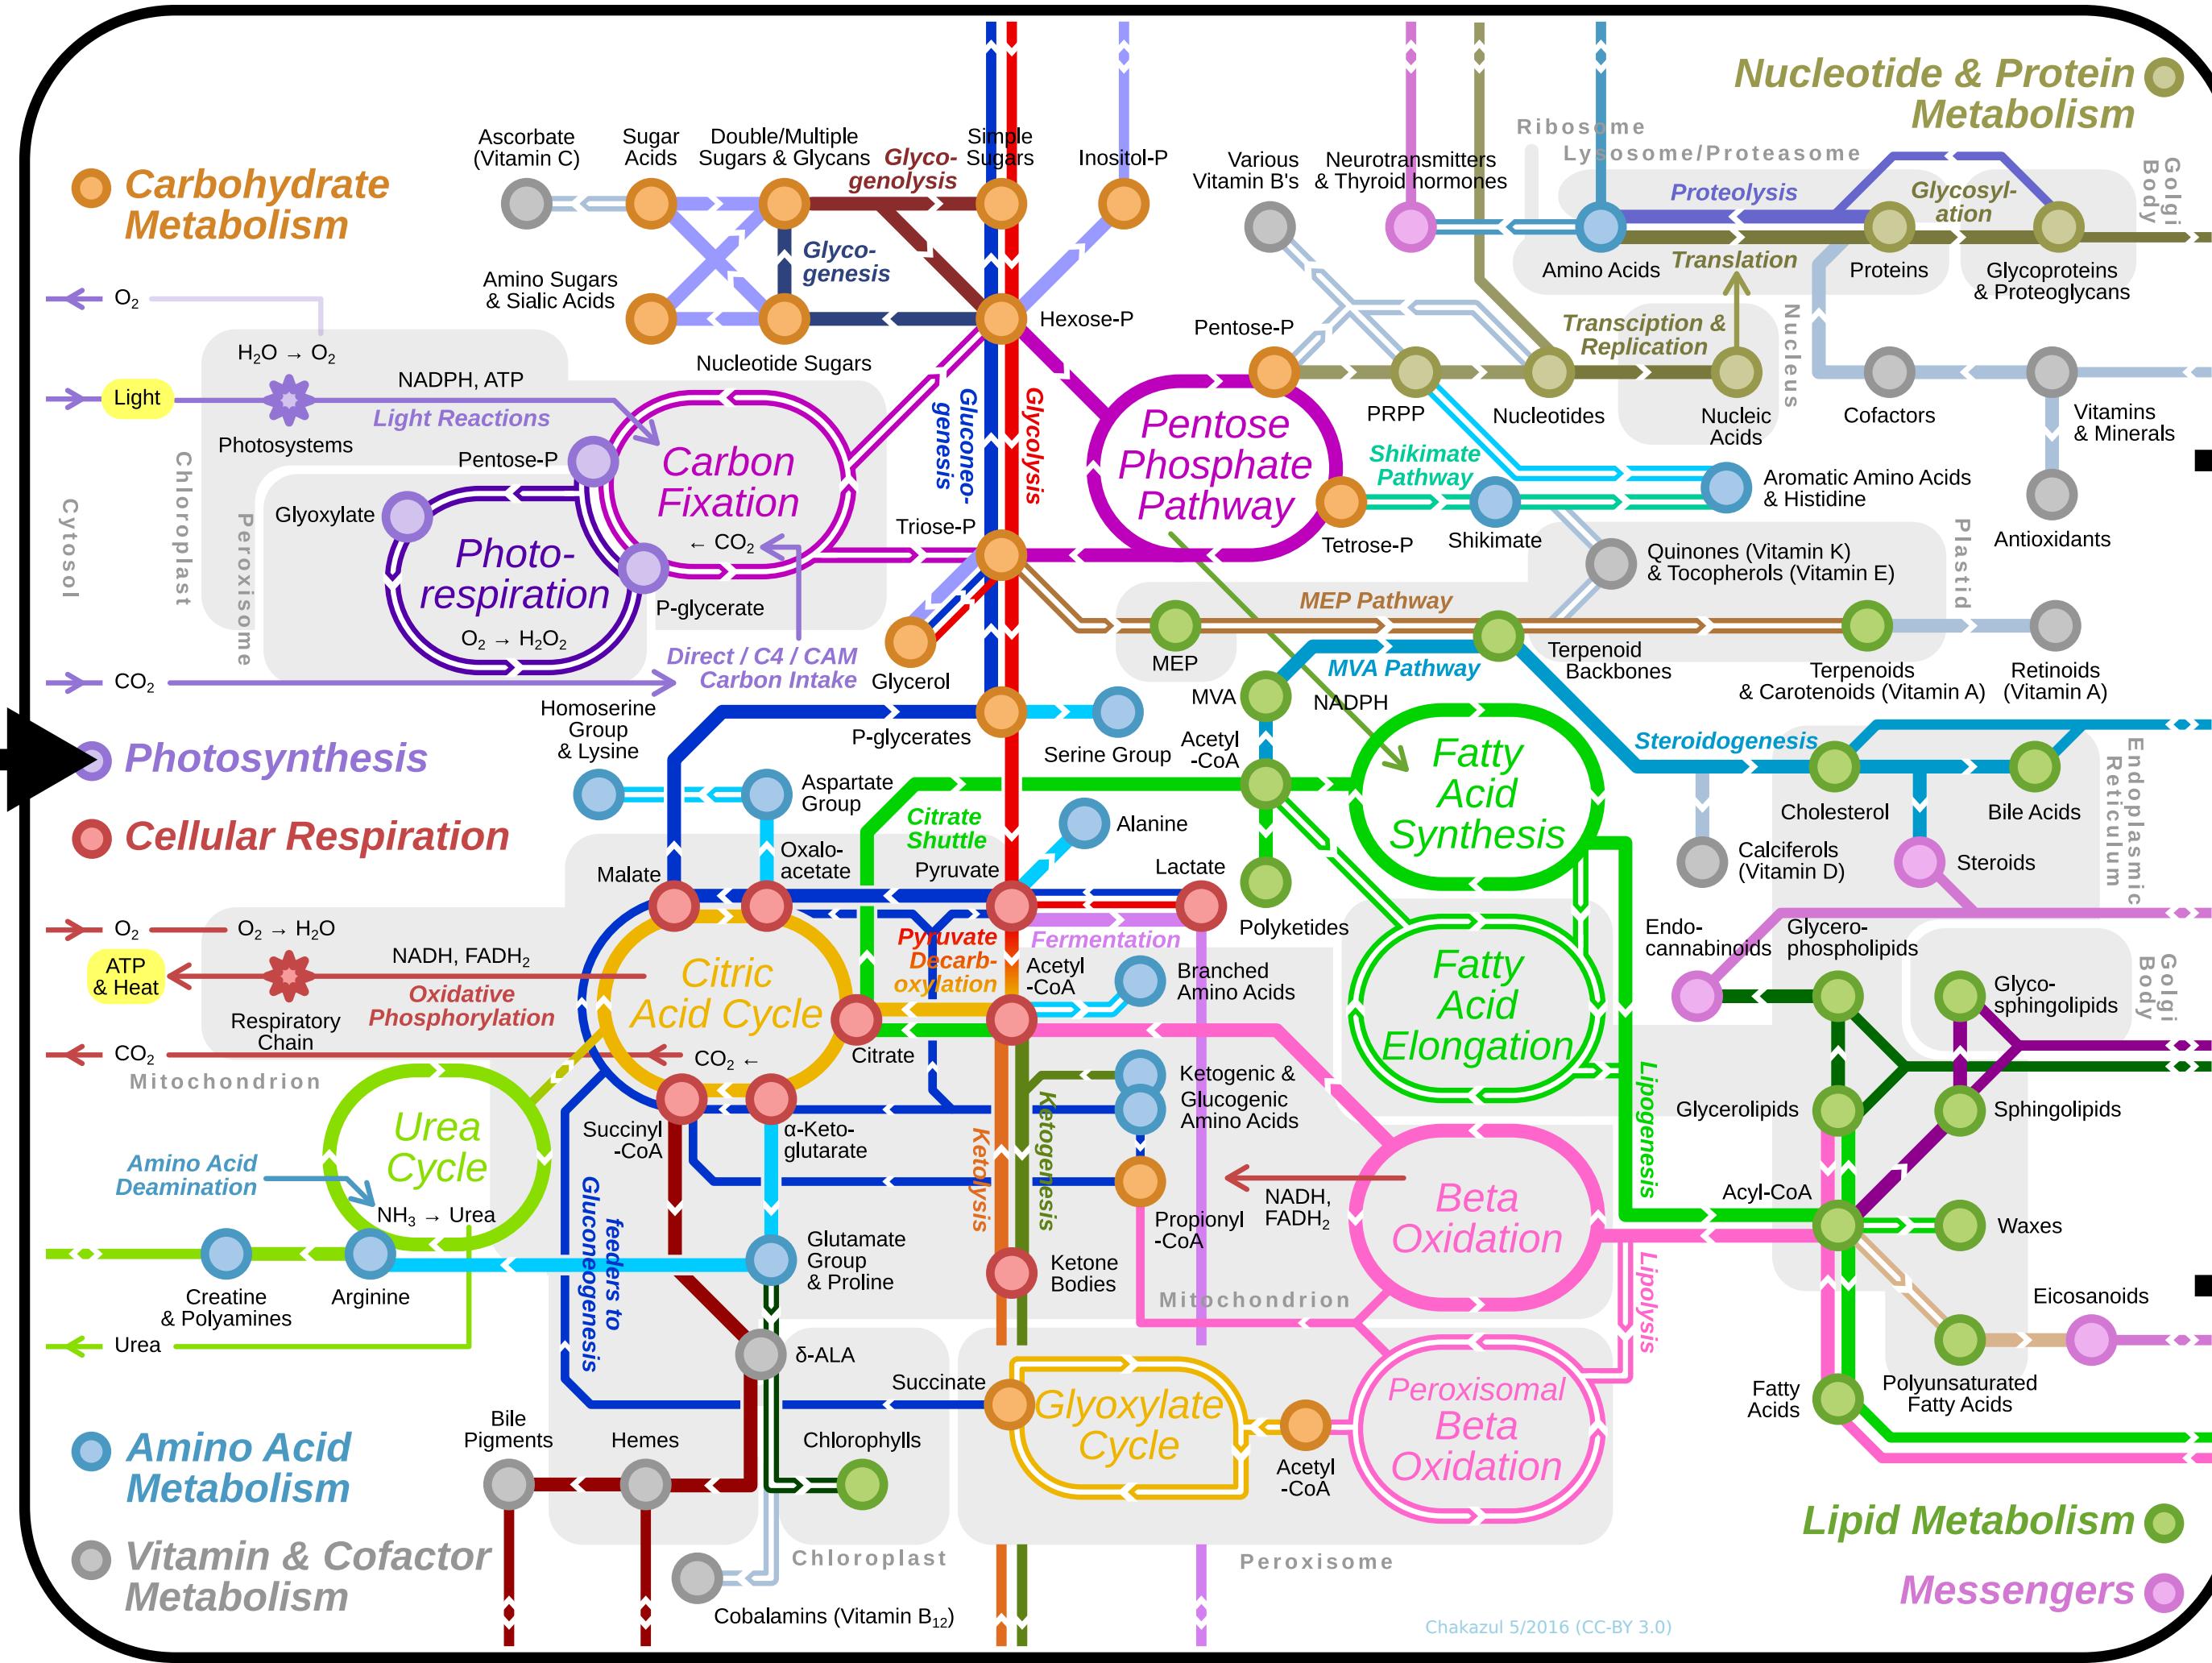 Nucleotide & Protein
Metabolism
Carbohydrate
Metabolism
Ascorbate
(Vitamin C)
Sugar
Acids
Double/Multiple
Sugars & Glycans
Glyco-
genolysis
Simple
Sugars
Inositol-P
Various
Vitamin B's
Neurotransmitters
& Thyroid hormones
Ribosome
Lysosome/Proteasome
Proteolysis
Glycosyl-
ation
Golgi
Body
Amino Sugars
& Sialic Acids
Glyco-
genesis
Amino Acids
Translation
Proteins
Glycoproteins
& Proteoglycans
O₂
H₂O → O₂
Nucleotide Sugars
Hexose-P
Pentose-P
Transciption &
Replication
Nucleus
Light
NADPH, ATP
Light Reactions
Photosystems
Pentose-P
Carbon
Fixation
Gluconeo-
genesis
Glycolysis
Pentose
Phosphate
Pathway
PRPP
Nucleotides
Nucleic
Acids
Cofactors
Vitamins
& Minerals
Shikimate
Pathway
Aromatic Amino Acids
& Histidine
Cytosol
Chloroplast
Peroxisome
Glyoxylate
Triose-P
← CO₂
Photo-
respiration
P-glycerate
O₂ → H₂O₂
Tetrose-P
Shikimate
Quinones (Vitamin K)
& Tocopherols (Vitamin E)
Plastid
Antioxidants
MEP Pathway
MEP
MVA Pathway
Terpenoid
Backbones
Terpenoids
& Carotenoids (Vitamin A)
Retinoids
(Vitamin A)
CO₂
Direct / C4 / CAM
Carbon Intake
Glycerol
MVA
NADPH
Homoserine
Group
& Lysine
P-glycerates
Serine Group
Acetyl
-CoA
Photosynthesis
Aspartate
Group
Fatty
Acid
Synthesis
Steroidogenesis
Cholesterol
Bile Acids
Endoplasmic
Reticulum
Cellular Respiration
Citrate
Shuttle
Alanine
Malate
Oxalo-
acetate
Pyruvate
Lactate
Polyketides
Calciferols
(Vitamin D)
Steroids
O₂
O₂ → H₂O
ATP
& Heat
NADH, FADH₂
Oxidative
Phosphorylation
Respiratory
Chain
CO₂
Mitochondrion
Citric
Acid Cycle
CO₂ ←
Citrate
Pyruvate
Decarb-
oxylation
Fermentation
Acetyl
-CoA
Branched
Amino Acids
Fatty
Acid
Elongation
Endo-
cannabinoids
Glycero-
phospholipids
Glyco-
sphingolipids
Golgi
Body
Urea
Cycle
Succinyl
-CoA
α-Keto-
glutarate
Ketolysis
Ketogenesis
Ketogenic &
Glucogenic
Amino Acids
Lipogenesis
Glycerolipids
Sphingolipids
Amino Acid
Deamination
NH₃ → Urea
feeders to
Gluconeogenesis
Propionyl
-CoA
NADH,
FADH₂
Beta
Oxidation
Acyl-CoA
Waxes
Creatine
& Polyamines
Arginine
Glutamate
Group
& Proline
Ketone
Bodies
Mitochondrion
Lipolysis
Eicosanoids
Urea
δ-ALA
Succinate
Glyoxylate
Cycle
Acetyl
-CoA
Peroxisomal
Beta
Oxidation
Fatty
Acids
Polyunsaturated
Fatty Acids
Amino Acid
Metabolism
Bile
Pigments
Hemes
Chlorophylls
Vitamin & Cofactor
Metabolism
Chloroplast
Peroxisome
Lipid Metabolism
Messengers
Cobalamins (Vitamin B₁₂)
Chakazul 5/2016 (CC-BY 3.0)